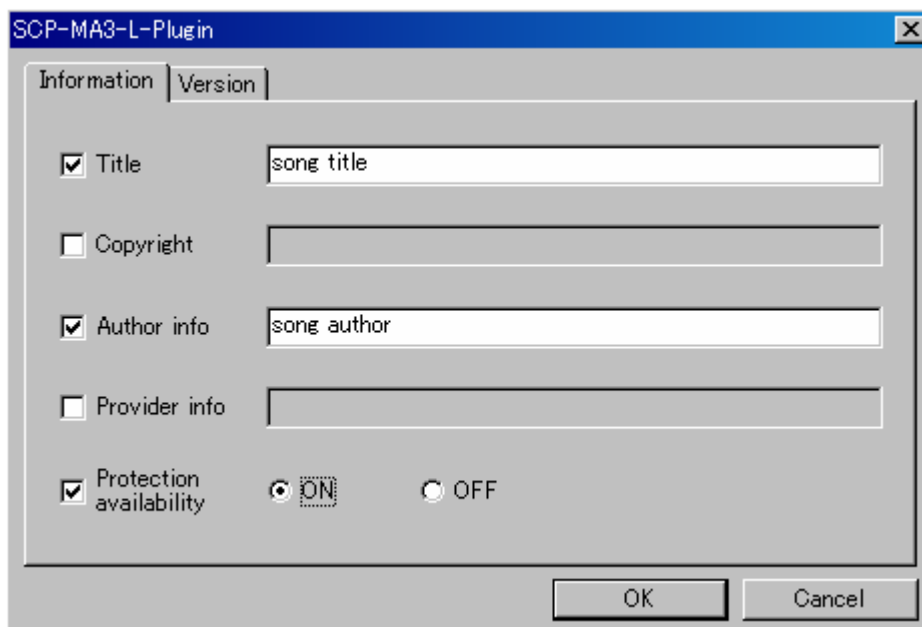 SCP-MA3-L-Plugin
Information
Version
Title
song title
Copyright
Author info
song author
Provider info
Protection
availability
ON
OFF
OK
Cancel